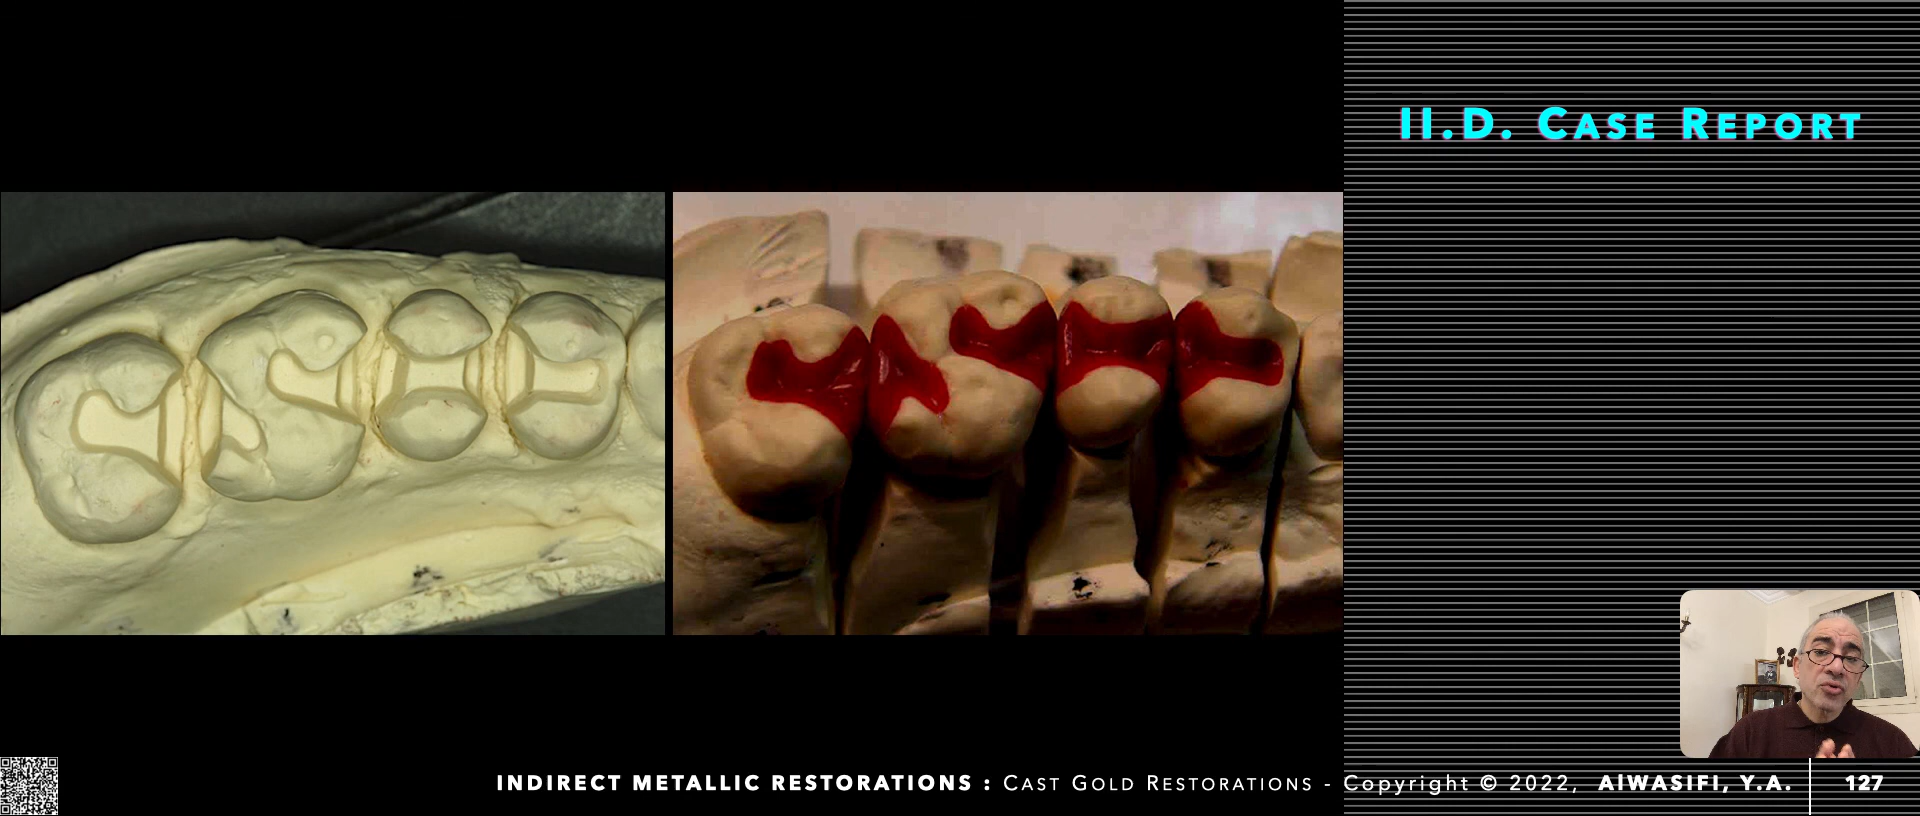 II.D. Case Report
INDIRECT METALLIC RESTORATIONS : Cast Gold Restorations - Copyright © 2022, AlWASIFI, Y.A. 127